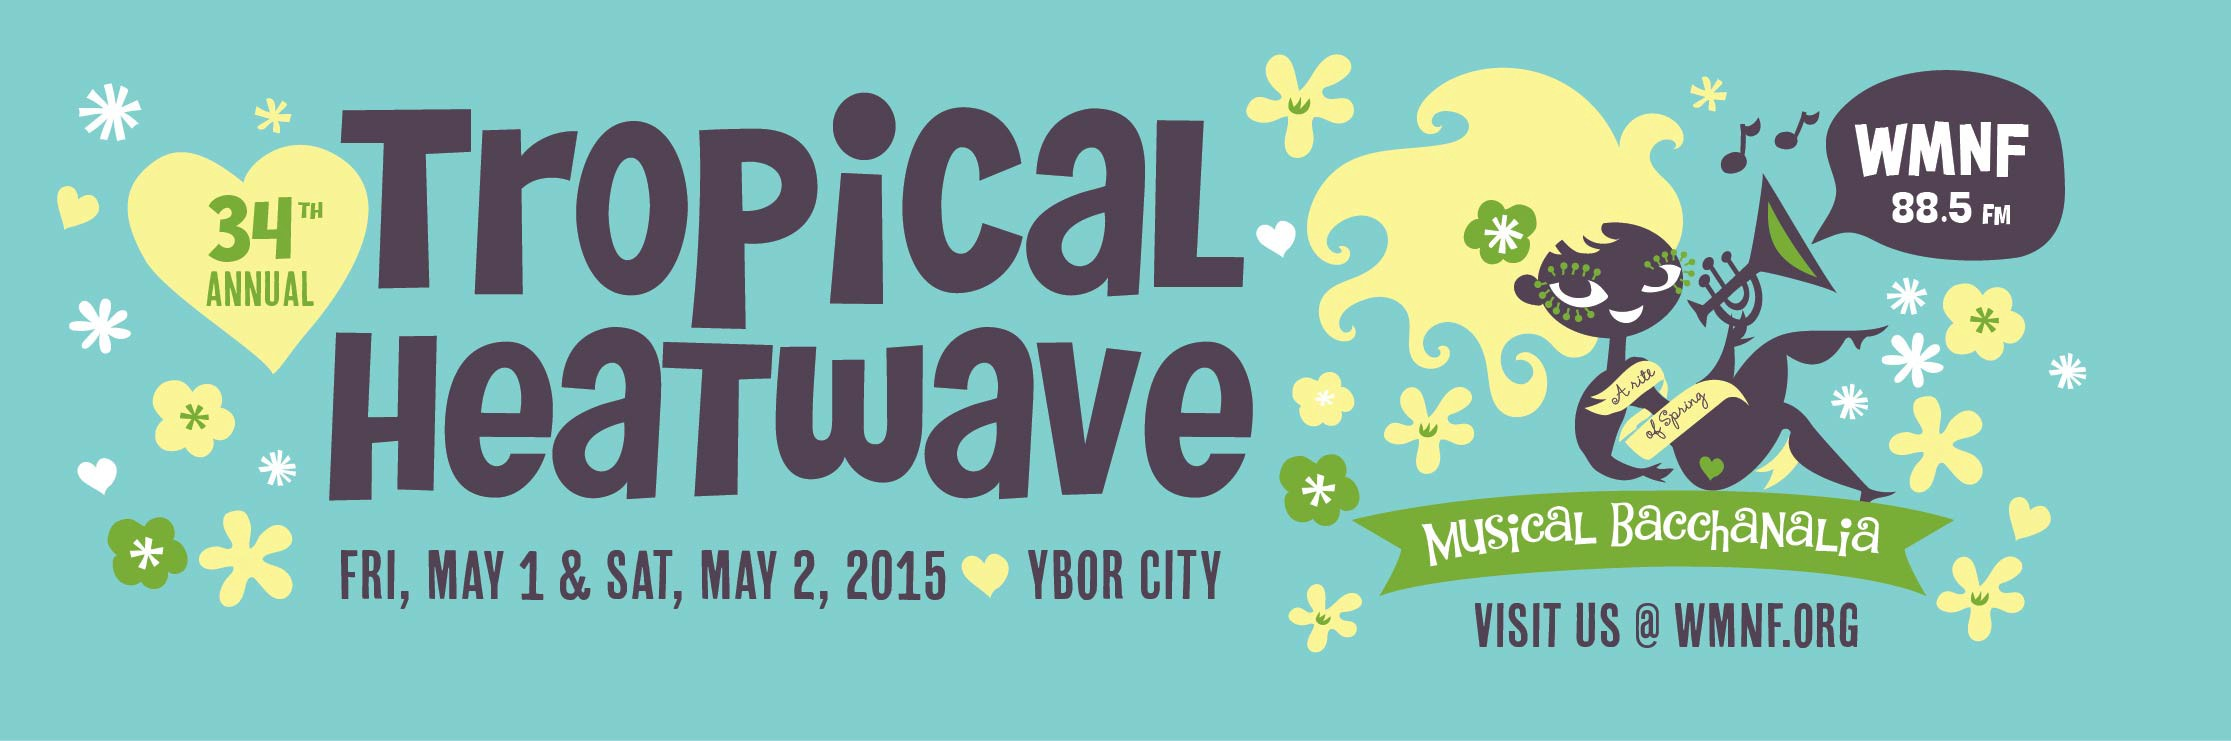 34TH
ANNUAL
Tropical
Heatwave
FRI, MAY 1 & SAT, MAY 2, 2015 YBOR CITY
WMNF
88.5 FM
A rite
of Spring
Musical Bacchanalia
VISIT US @ WMNF.ORG